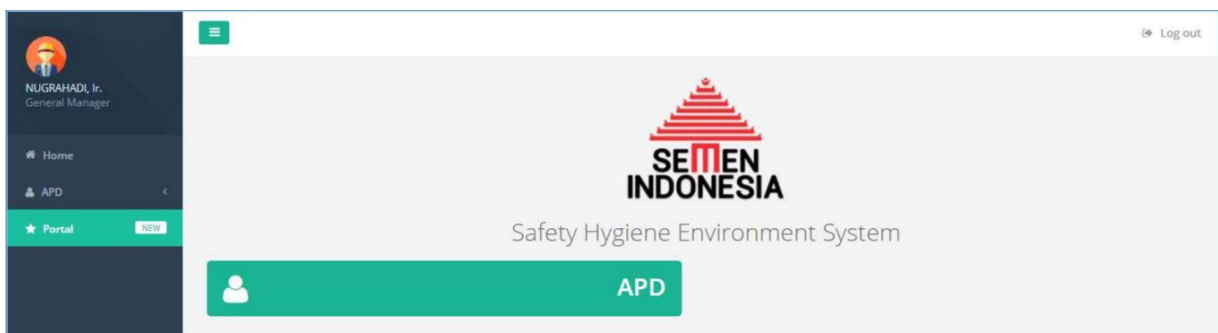 NUGRAHADI, Ir.
General Manager
Home
APD
Portal NEW
Log out
SEMEN
INDONESIA
Safety Hygiene Environment System
APD